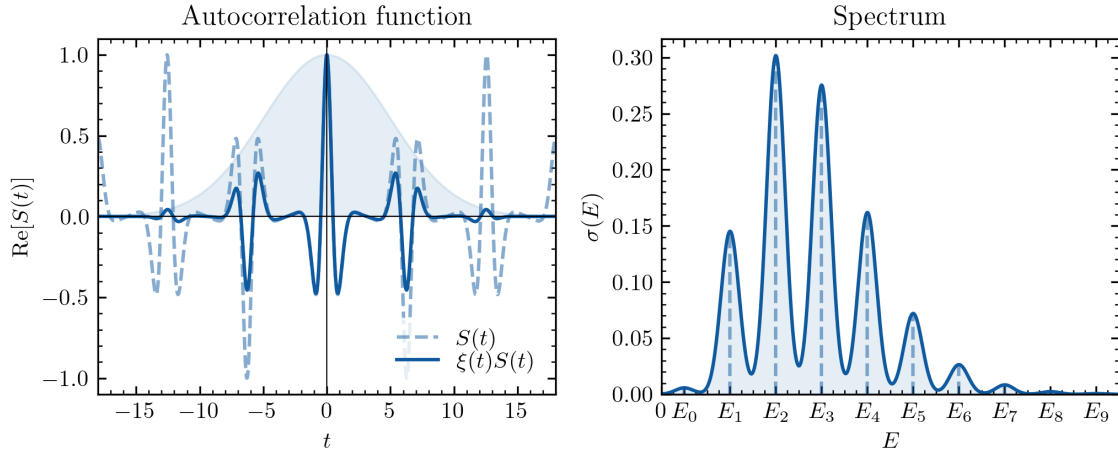 Autocorrelation function
Re[S(t)]
1.0
0.5
0.0
−0.5
−1.0
S(t)
ξ(t)S(t)
−15 −10 −5 0 5 10 15
t
Spectrum
σ(E)
0.30
0.25
0.20
0.15
0.10
0.05
0.00
0 E₀ E₁ E₂ E₃ E₄ E₅ E₆ E₇ E₈ E₉
E